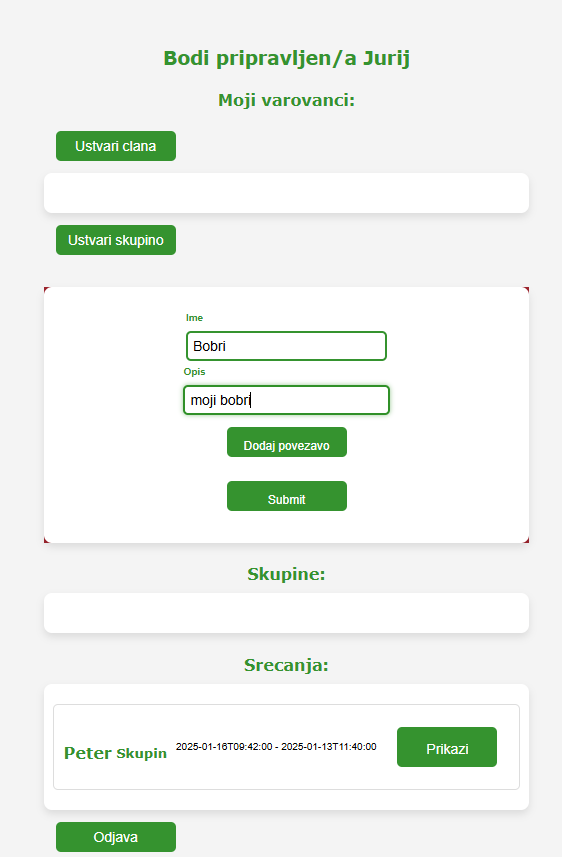 Bodi pripravljen/a Jurij
Moji varovanci:
Ustvari clana
Ustvari skupino
Ime
Bobri
Opis
moji bobri
Dodaj povezavo
Submit
Skupine:
Srecanja:
Peter Skupin 2025-01-16T09:42:00 - 2025-01-13T11:40:00 Prikazi
Odjava